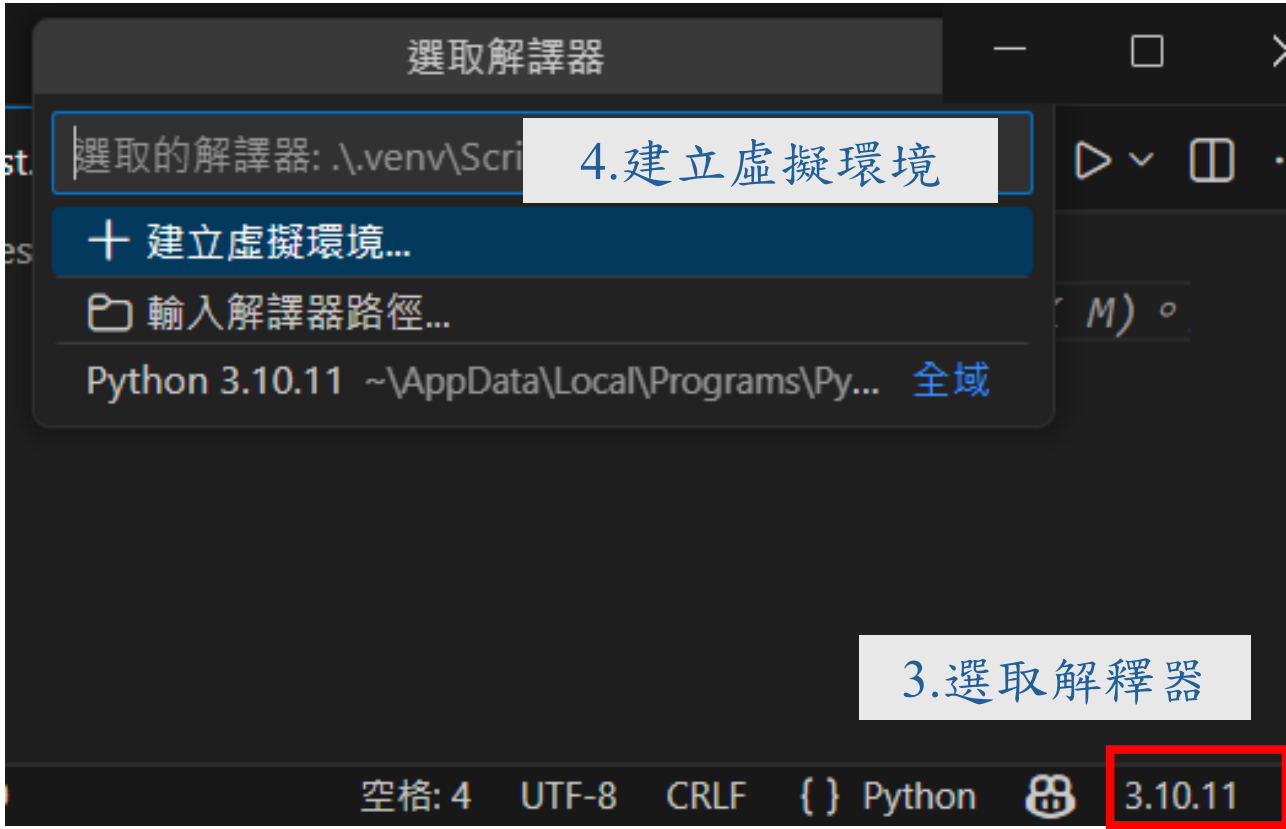 選取解譯器
st.
選取的解譯器: .\.venv\Scri
4.建立虛擬環境
es
建立虛擬環境...
輸入解譯器路徑...
M)。
Python 3.10.11 ~\AppData\Local\Programs\Py... 全域
3.選取解釋器
空格: 4 UTF-8 CRLF { } Python 3.10.11